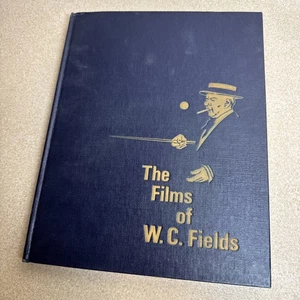 The
Films
of
W. C. Fields